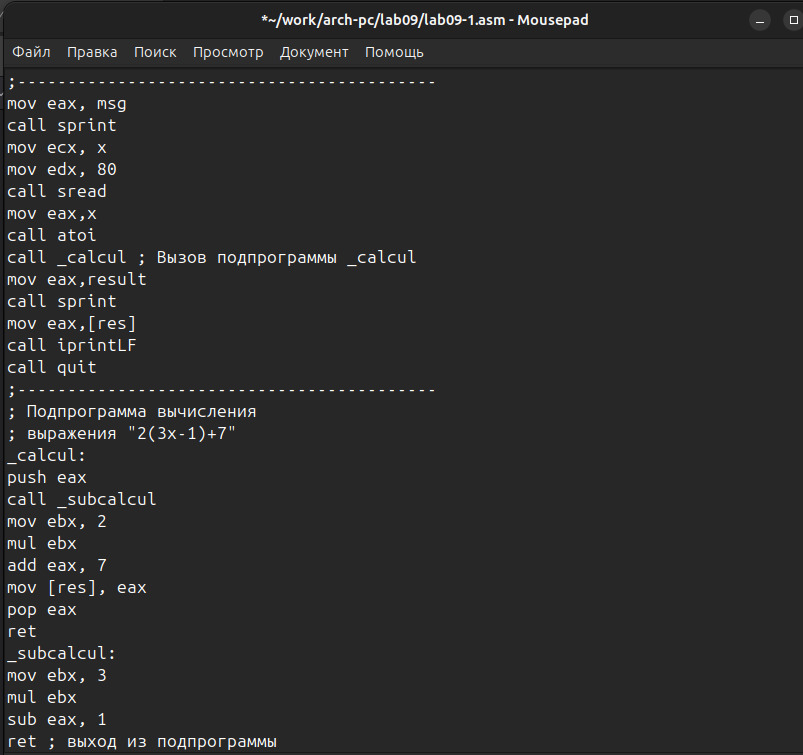 *~/work/arch-pc/lab09/lab09-1.asm - Mousepad
Файл Правка Поиск Просмотр Документ Помощь
;------------------------------------------
mov eax, msg
call sprint
mov ecx, x
mov edx, 80
call sread
mov eax,x
call atoi
call _calcul ; Вызов подпрограммы _calcul
mov eax,result
call sprint
mov eax,[res]
call iprintLF
call quit
;------------------------------------------
; Подпрограмма вычисления
; выражения "2(3x-1)+7"
_calcul:
push eax
call _subcalcul
mov ebx, 2
mul ebx
add eax, 7
mov [res], eax
pop eax
ret
_subcalcul:
mov ebx, 3
mul ebx
sub eax, 1
ret ; выход из подпрограммы